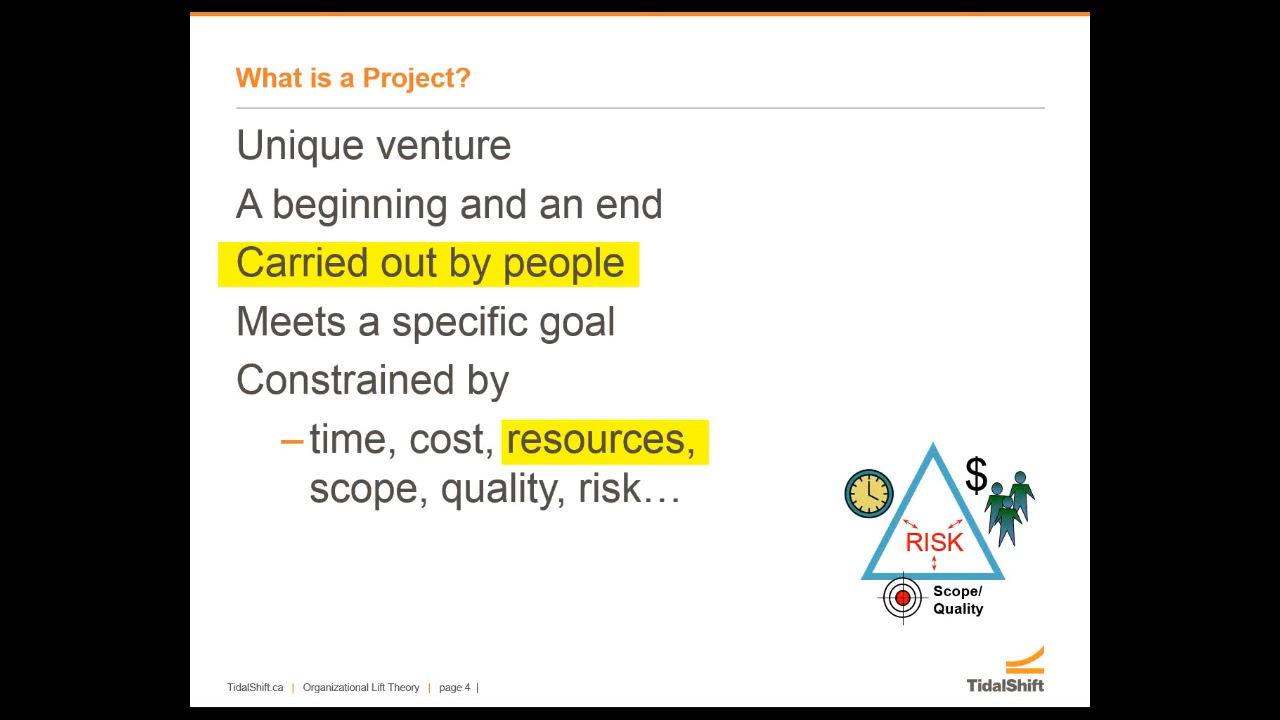 What is a Project?
Unique venture
A beginning and an end
Carried out by people
Meets a specific goal
Constrained by
– time, cost, resources,
scope, quality, risk…
$
RISK
Scope/
Quality
TidalShift.ca | Organizational Lift Theory | page 4 |
TidalShift